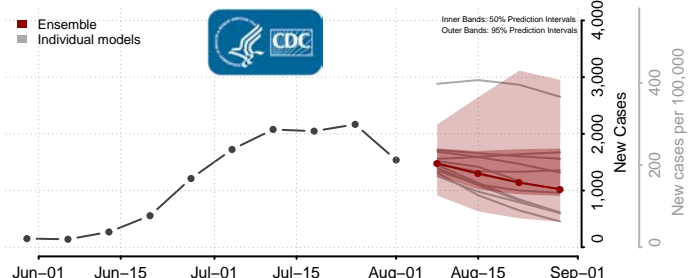 Ensemble
Individual models
CDC
Inner Bands: 50% Prediction Intervals
Outer Bands: 95% Prediction Intervals
4,000
3,000
2,000
1,000
0
New Cases
400
200
0
New cases per 100,000
Jun–01
Jun–15
Jul–01
Jul–15
Aug–01
Aug–15
Sep–01